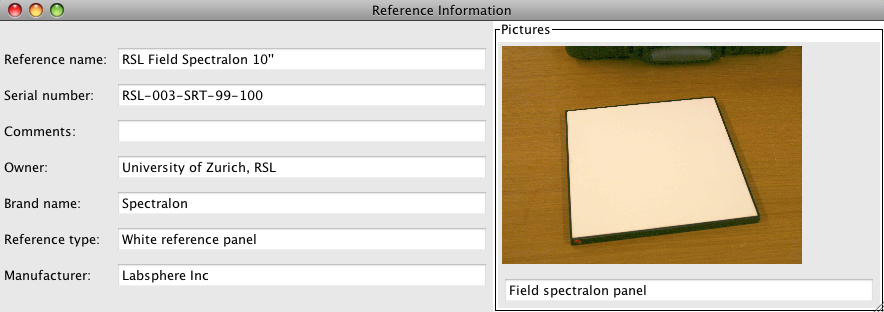 Reference Information
Reference name: RSL Field Spectralon 10"
Serial number: RSL-003-SRT-99-100
Comments:
Owner: University of Zurich, RSL
Brand name: Spectralon
Reference type: White reference panel
Manufacturer: Labsphere Inc
Pictures
Field spectralon panel